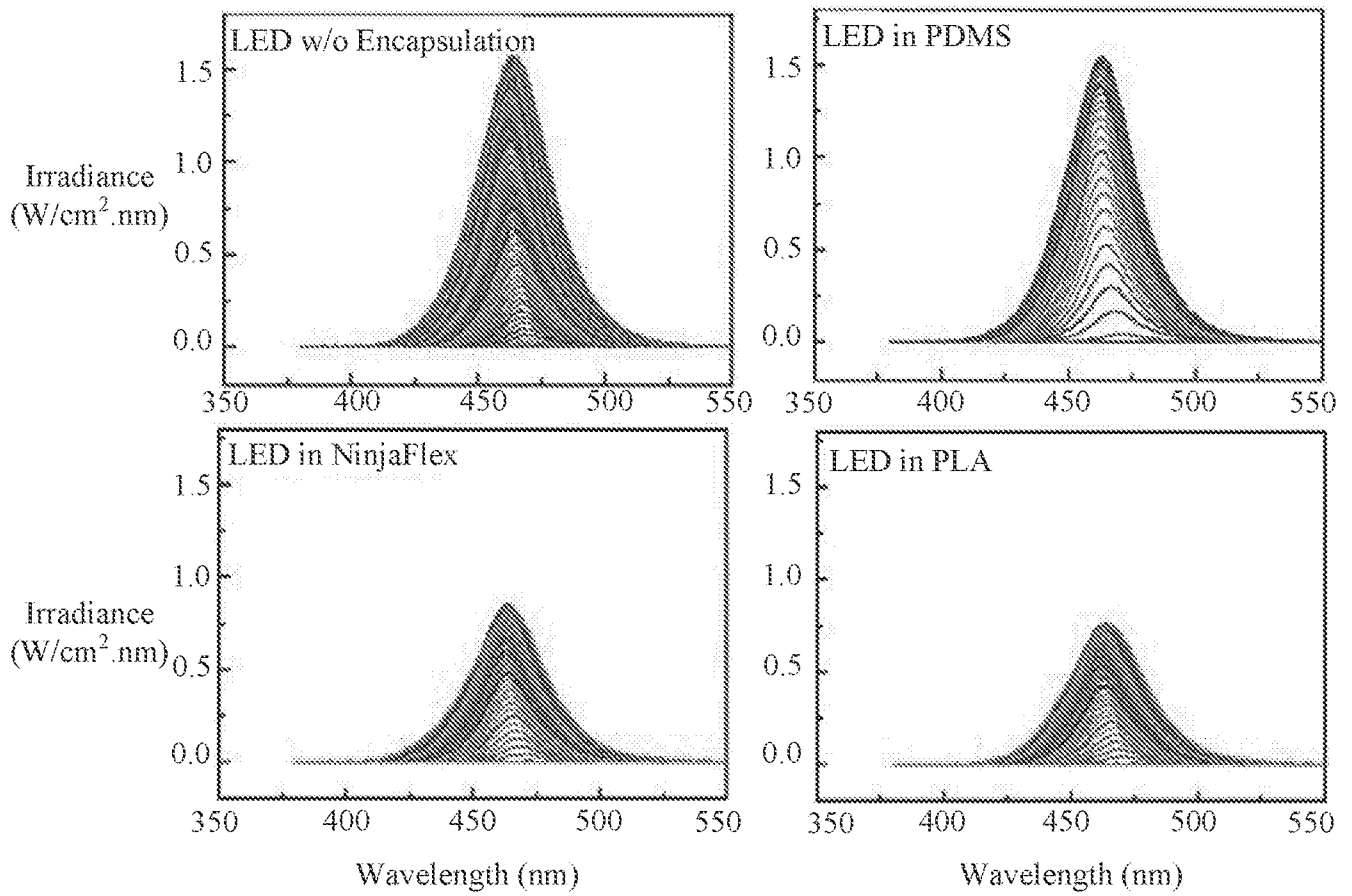 LED w/o Encapsulation
1.5
1.0
0.5
0.0
Irradiance
(W/cm².nm)
350 400 450 500 550
LED in PDMS
1.5
1.0
0.5
0.0
350 400 450 500 550
LED in NinjaFlex
1.5
1.0
0.5
0.0
Irradiance
(W/cm².nm)
350 400 450 500 550
Wavelength (nm)
LED in PLA
1.5
1.0
0.5
0.0
350 400 450 500 550
Wavelength (nm)